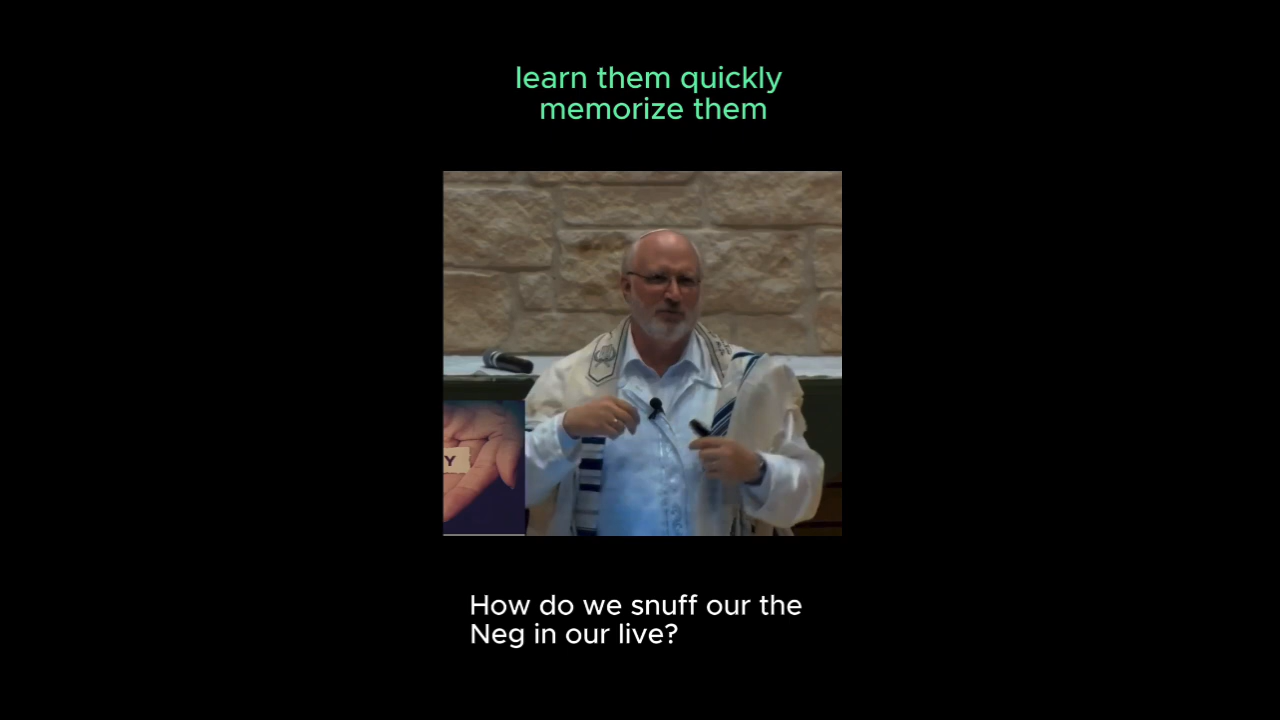 learn them quickly
memorize them
Y
How do we snuff our the
Neg in our live?